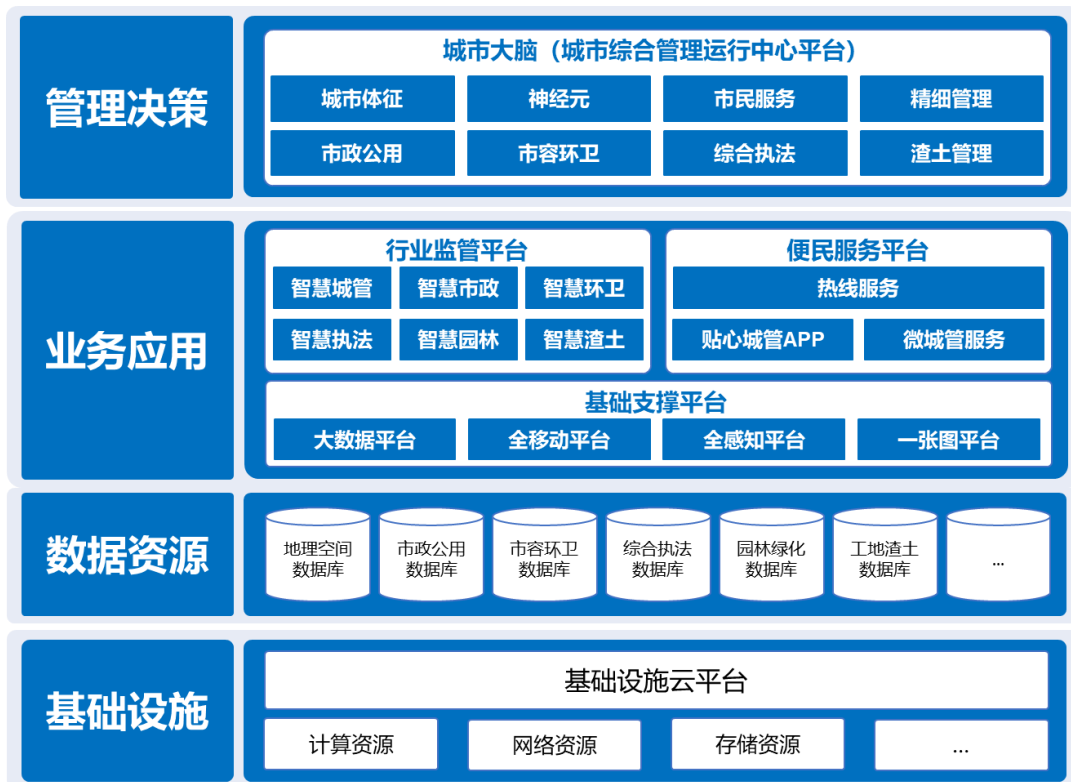 管理决策
城市大脑（城市综合管理运行中心平台）
城市体征
神经元
市民服务
精细管理
市政公用
市容环卫
综合执法
渣土管理
业务应用
行业监管平台
智慧城管
智慧市政
智慧环卫
智慧执法
智慧园林
智慧渣土
便民服务平台
热线服务
贴心城管APP
微城管服务
基础支撑平台
大数据平台
全移动平台
全感知平台
一张图平台
数据资源
地理空间
数据库
市政公用
数据库
市容环卫
数据库
综合执法
数据库
园林绿化
数据库
工地渣土
数据库
...
基础设施
基础设施云平台
计算资源
网络资源
存储资源
...